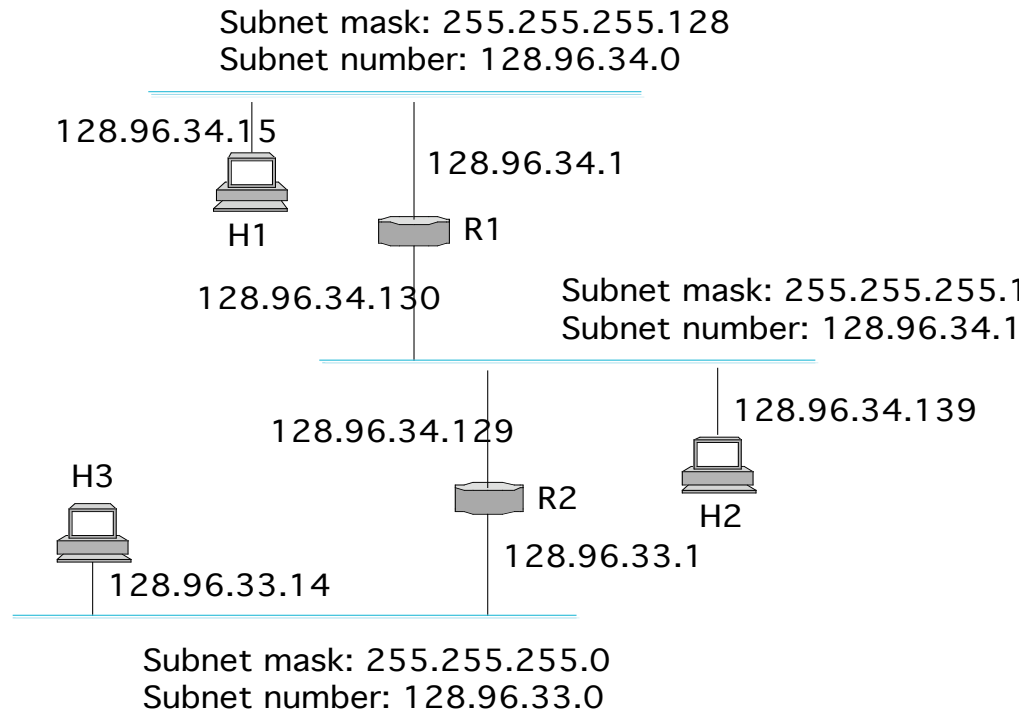 Subnet mask: 255.255.255.128
Subnet number: 128.96.34.0
128.96.34.15
128.96.34.1
H1
R1
128.96.34.130
Subnet mask: 255.255.255.1
Subnet number: 128.96.34.1
128.96.34.139
128.96.34.129
H3
R2
H2
128.96.33.1
128.96.33.14
Subnet mask: 255.255.255.0
Subnet number: 128.96.33.0